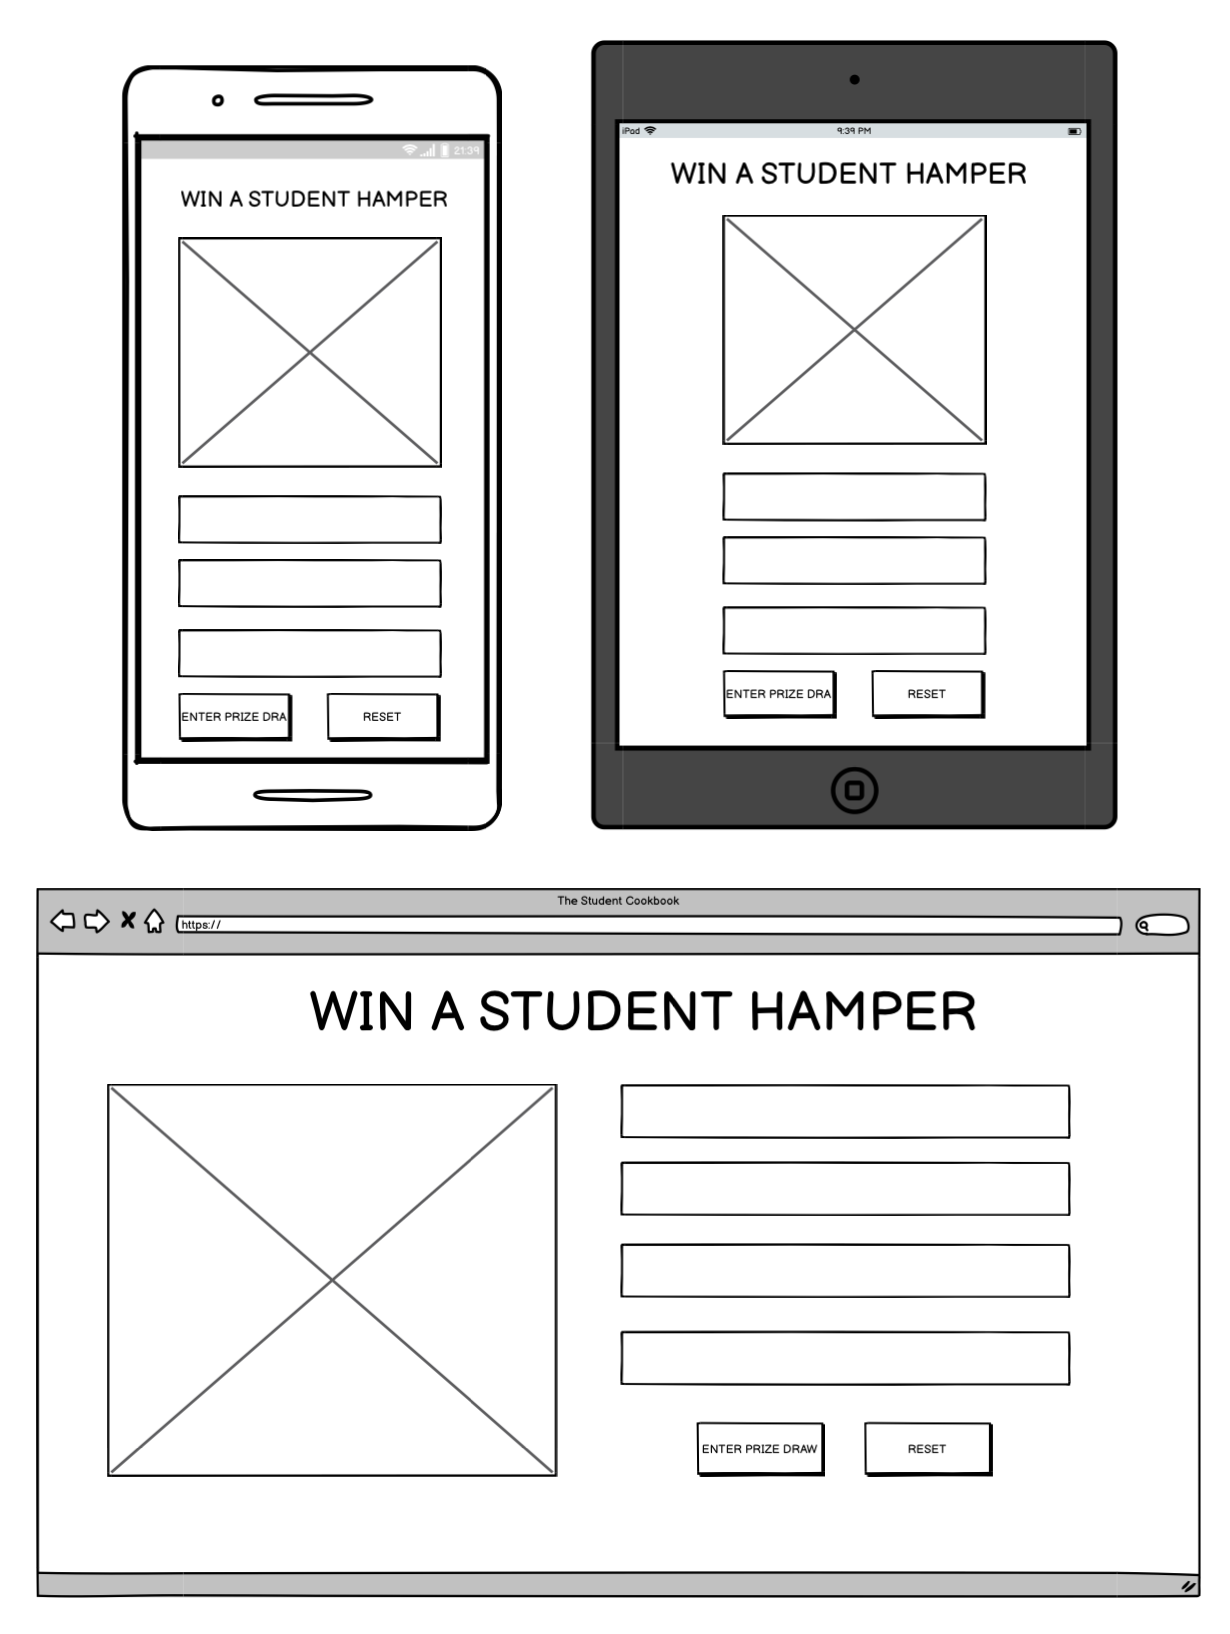 21:39
WIN A STUDENT HAMPER
ENTER PRIZE DRA
RESET
iPad
9:39 PM
WIN A STUDENT HAMPER
ENTER PRIZE DRA
RESET
The Student Cookbook
https://
WIN A STUDENT HAMPER
ENTER PRIZE DRAW
RESET